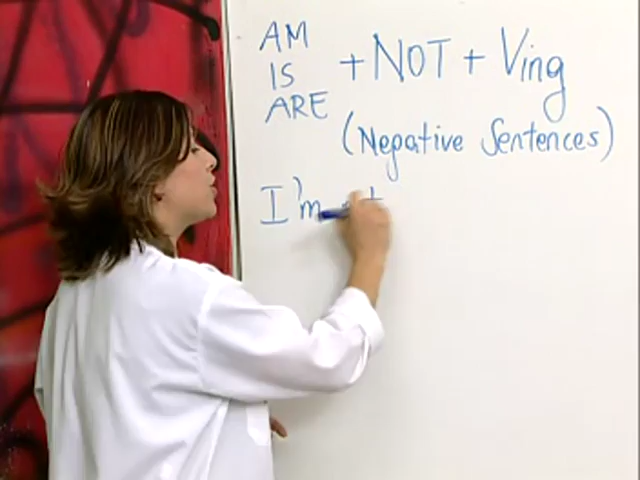 AM
IS + NOT + Ving
ARE
(Negative Sentences)
I'm